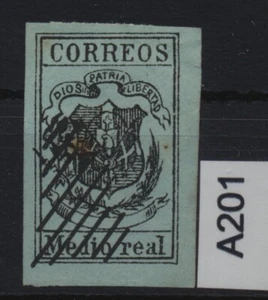 CORREOS
DIOS PATRIA LIBERTAD
Medio real
A201